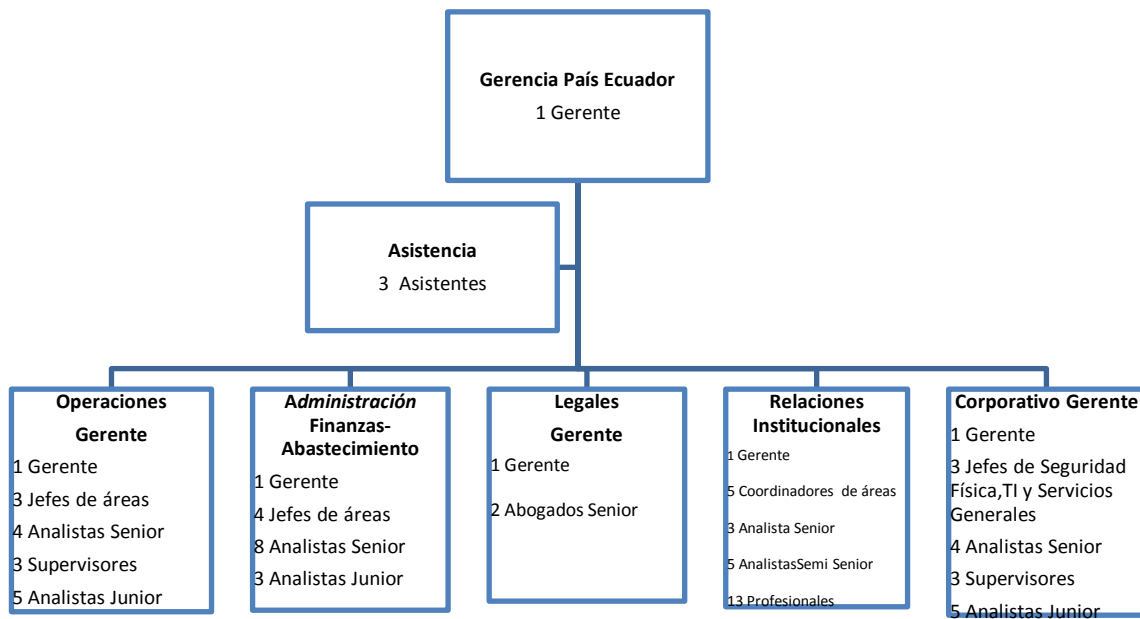 Gerencia País Ecuador
1 Gerente
Asistencia
3 Asistentes
Operaciones
Gerente
1 Gerente
3 Jefes de áreas
4 Analistas Senior
3 Supervisores
5 Analistas Junior
Administración
Finanzas-
Abastecimiento
1 Gerente
4 Jefes de áreas
8 Analistas Senior
3 Analistas Junior
Legales
Gerente
1 Gerente
2 Abogados Senior
Relaciones
Institucionales
1 Gerente
5 Coordinadores de áreas
3 Analista Senior
5 AnalistasSemi Senior
13 Profesionales
Corporativo Gerente
1 Gerente
3 Jefes de Seguridad
Física,TI y Servicios
Generales
4 Analistas Senior
3 Supervisores
5 Analistas Junior